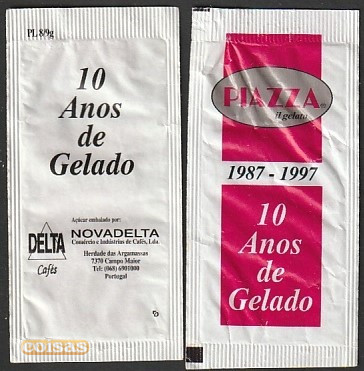 PL 8/9g
10
Anos
de
Gelado
Açúcar embalado por:
DELTA
Cafés
NOVADELTA
Comércio e Indústrias de Cafés, Lda.
Herdade das Argamassas
7370 Campo Maior
Tel: (068) 6901000
Portugal
coisas
PIAZZA®
il gelato
1987 - 1997
10
Anos
de
Gelado